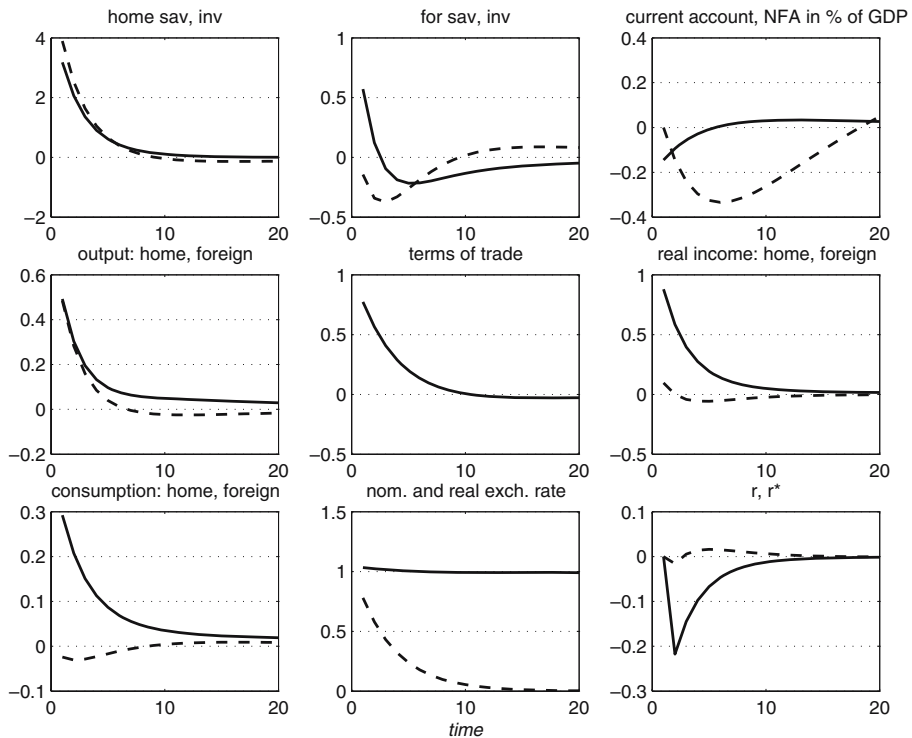 home sav, inv
for sav, inv
current account, NFA in % of GDP
4
2
0
−2
0 10 20
1
0.5
0
−0.5
0 10 20
0.4
0.2
0
−0.2
−0.4
0 10 20
output: home, foreign
terms of trade
real income: home, foreign
0.6
0.4
0.2
0
−0.2
0 10 20
1
0.5
0
−0.5
0 10 20
1
0.5
0
−0.5
0 10 20
consumption: home, foreign
nom. and real exch. rate
r, r*
0.3
0.2
0.1
0
−0.1
0 10 20
1.5
1.0
0.5
0
0 10 20
time
0.1
0
−0.1
−0.2
−0.3
0 10 20